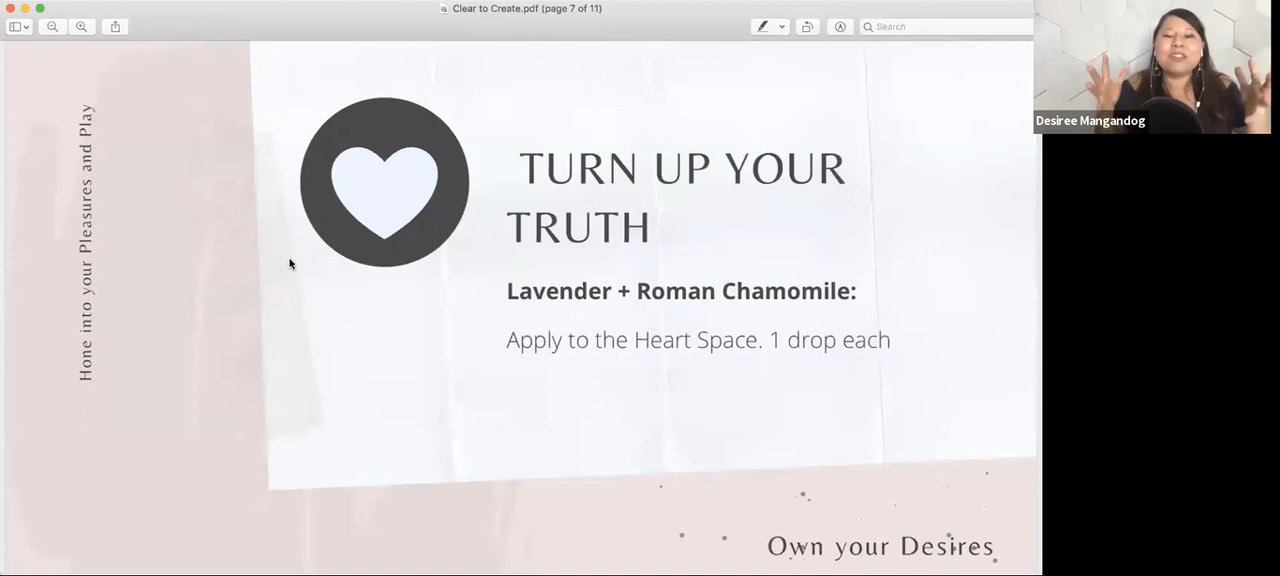 Clear to Create.pdf (page 7 of 11)
Search
Desiree Mangandog
Hone into your Pleasures and Play
TURN UP YOUR
TRUTH
Lavender + Roman Chamomile:
Apply to the Heart Space. 1 drop each
Own your Desires